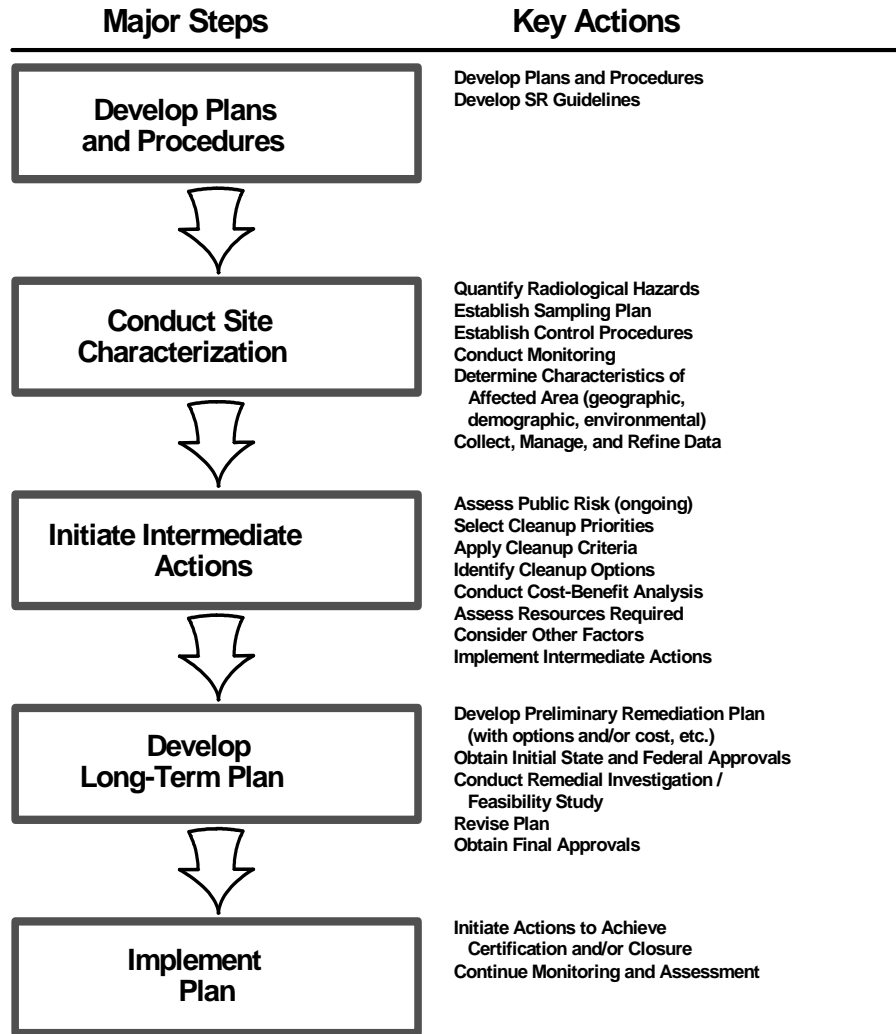 Major Steps
Key Actions
Develop Plans
and Procedures
Develop Plans and Procedures
Develop SR Guidelines
Conduct Site
Characterization
Quantify Radiological Hazards
Establish Sampling Plan
Establish Control Procedures
Conduct Monitoring
Determine Characteristics of
Affected Area (geographic,
demographic, environmental)
Collect, Manage, and Refine Data
Initiate Intermediate
Actions
Assess Public Risk (ongoing)
Select Cleanup Priorities
Apply Cleanup Criteria
Identify Cleanup Options
Conduct Cost-Benefit Analysis
Assess Resources Required
Consider Other Factors
Implement Intermediate Actions
Develop
Long-Term Plan
Develop Preliminary Remediation Plan
(with options and/or cost, etc.)
Obtain Initial State and Federal Approvals
Conduct Remedial Investigation /
Feasibility Study
Revise Plan
Obtain Final Approvals
Implement
Plan
Initiate Actions to Achieve
Certification and/or Closure
Continue Monitoring and Assessment